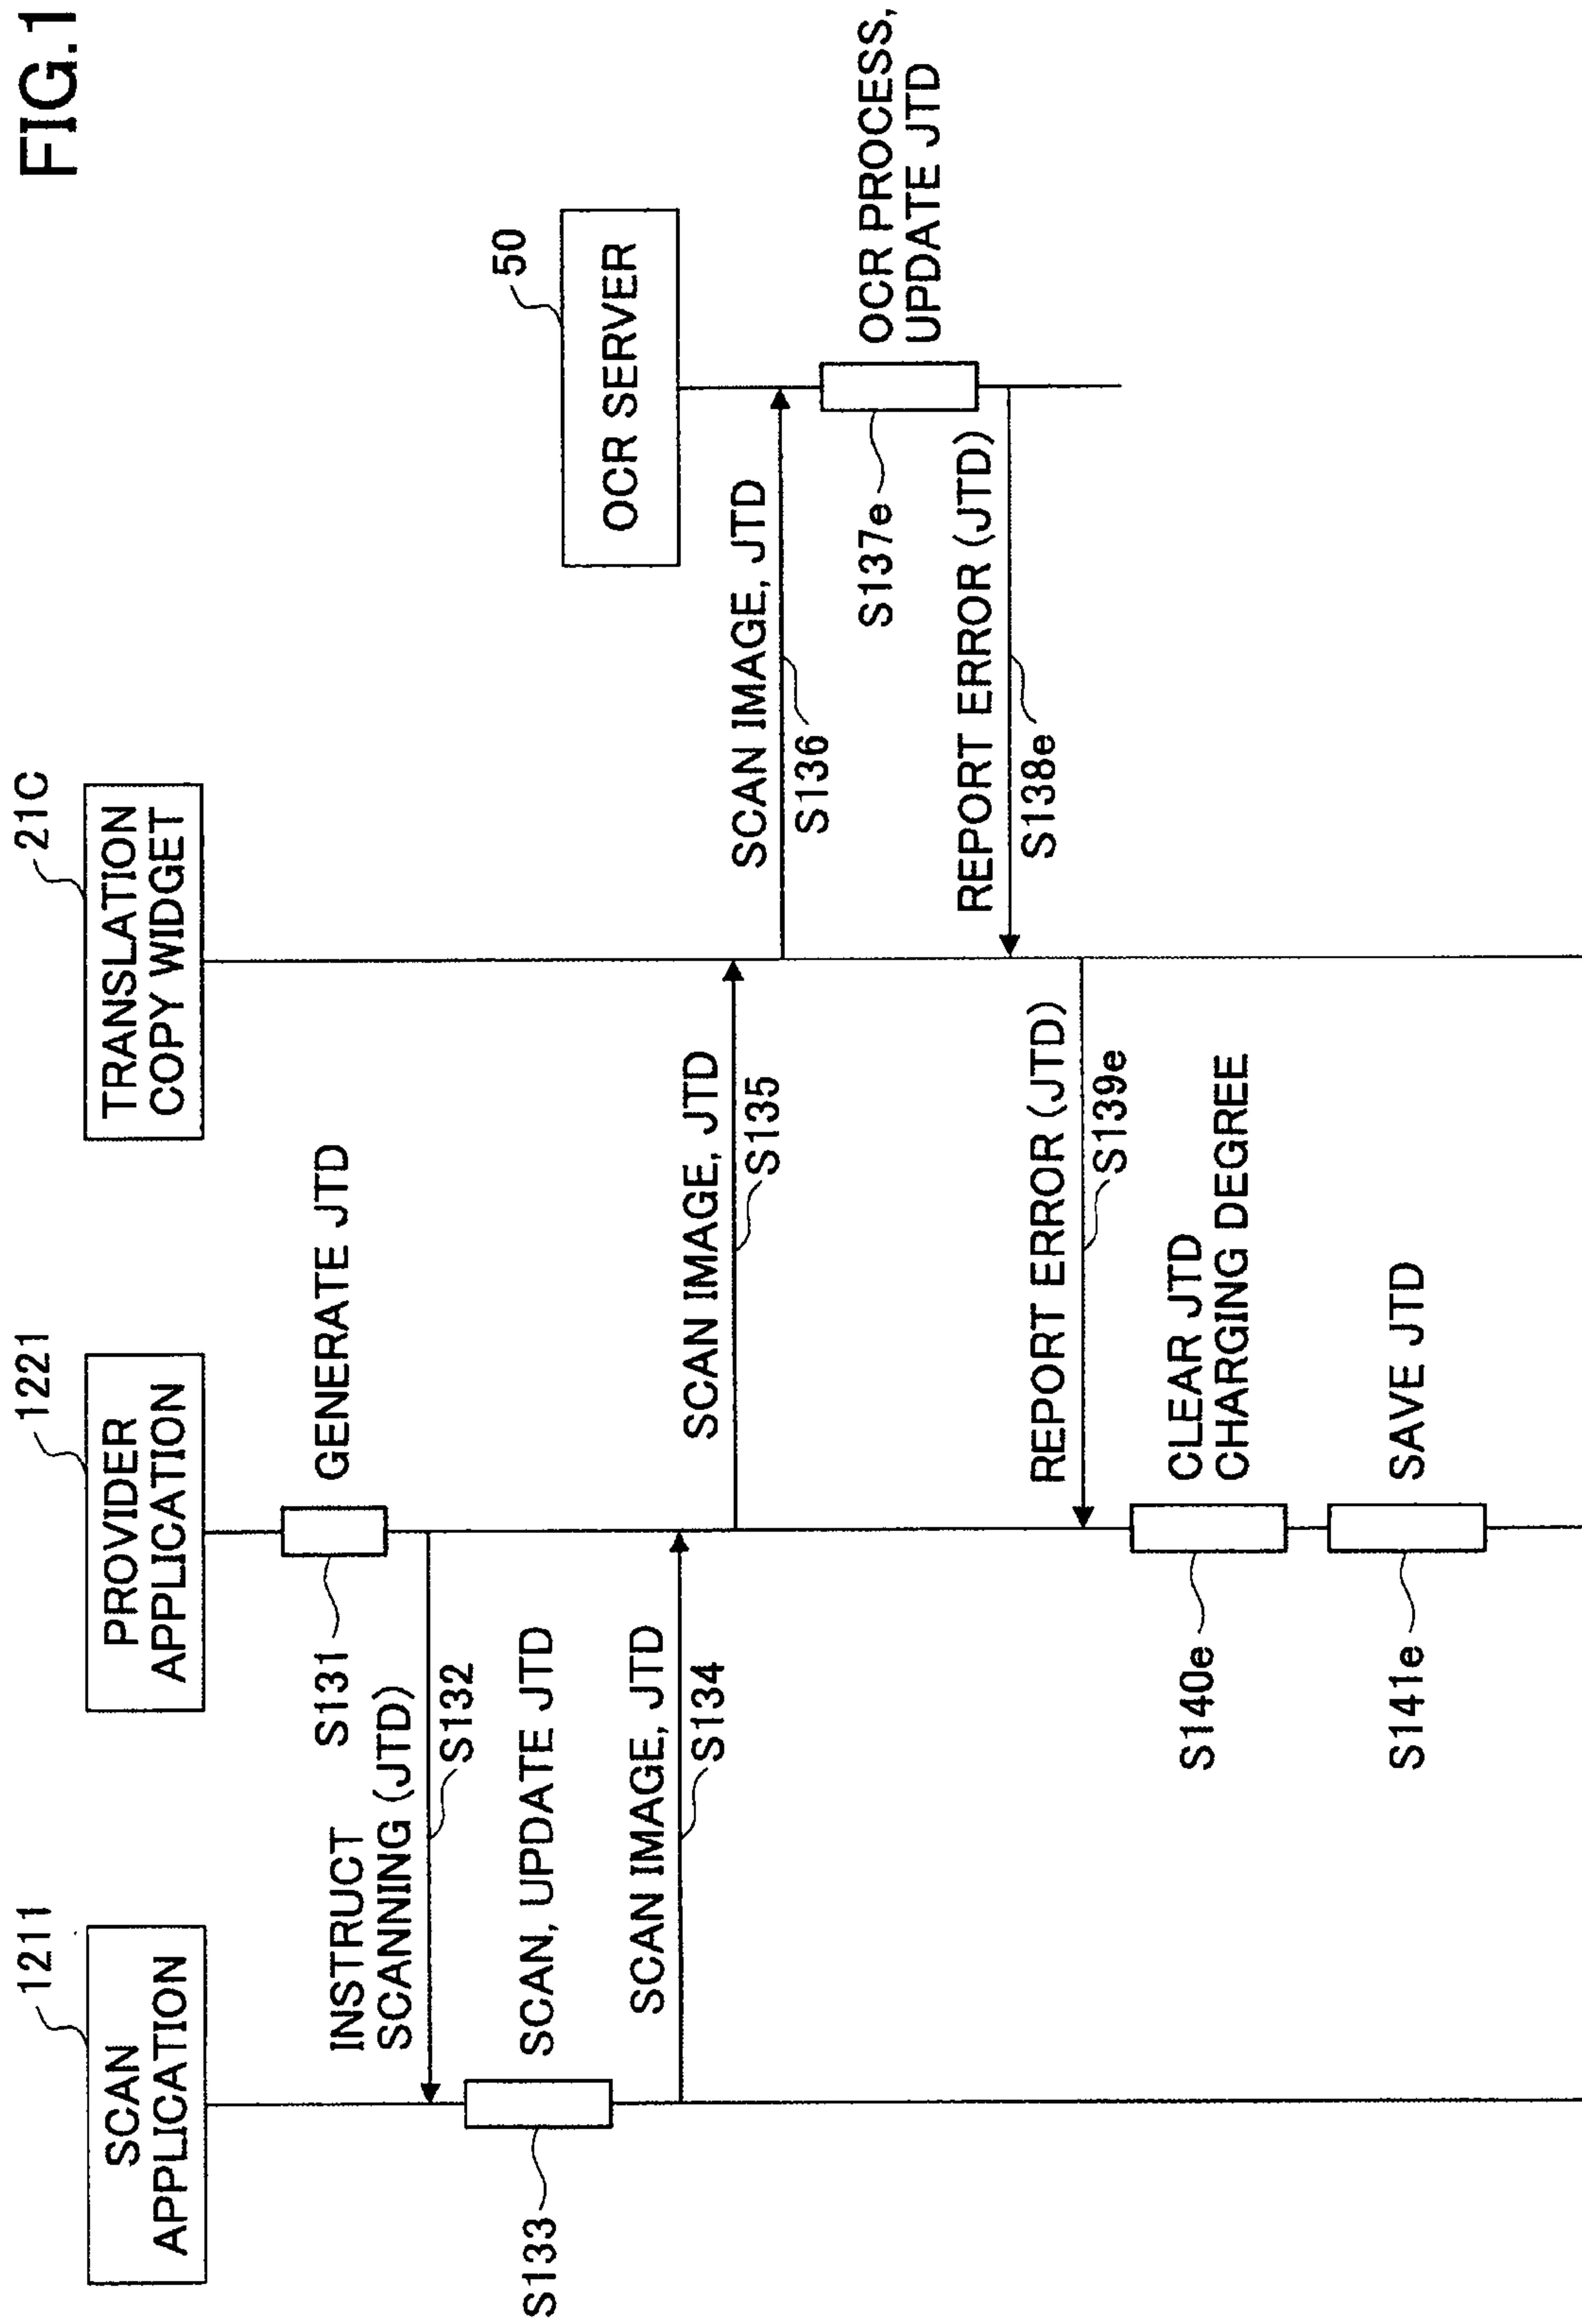 FIG.1
1211
SCAN
APPLICATION
1221
PROVIDER
APPLICATION
21C
TRANSLATION
COPY WIDGET
50
OCR SERVER
S131
GENERATE JTD
INSTRUCT
SCANNING (JTD)
S132
S133
SCAN, UPDATE JTD
SCAN IMAGE, JTD
S134
SCAN IMAGE, JTD
S135
SCAN IMAGE, JTD
S136
S137e
OCR PROCESS,
UPDATE JTD
REPORT ERROR (JTD)
S138e
REPORT ERROR (JTD)
S139e
S140e
CLEAR JTD
CHARGING DEGREE
S141e
SAVE JTD